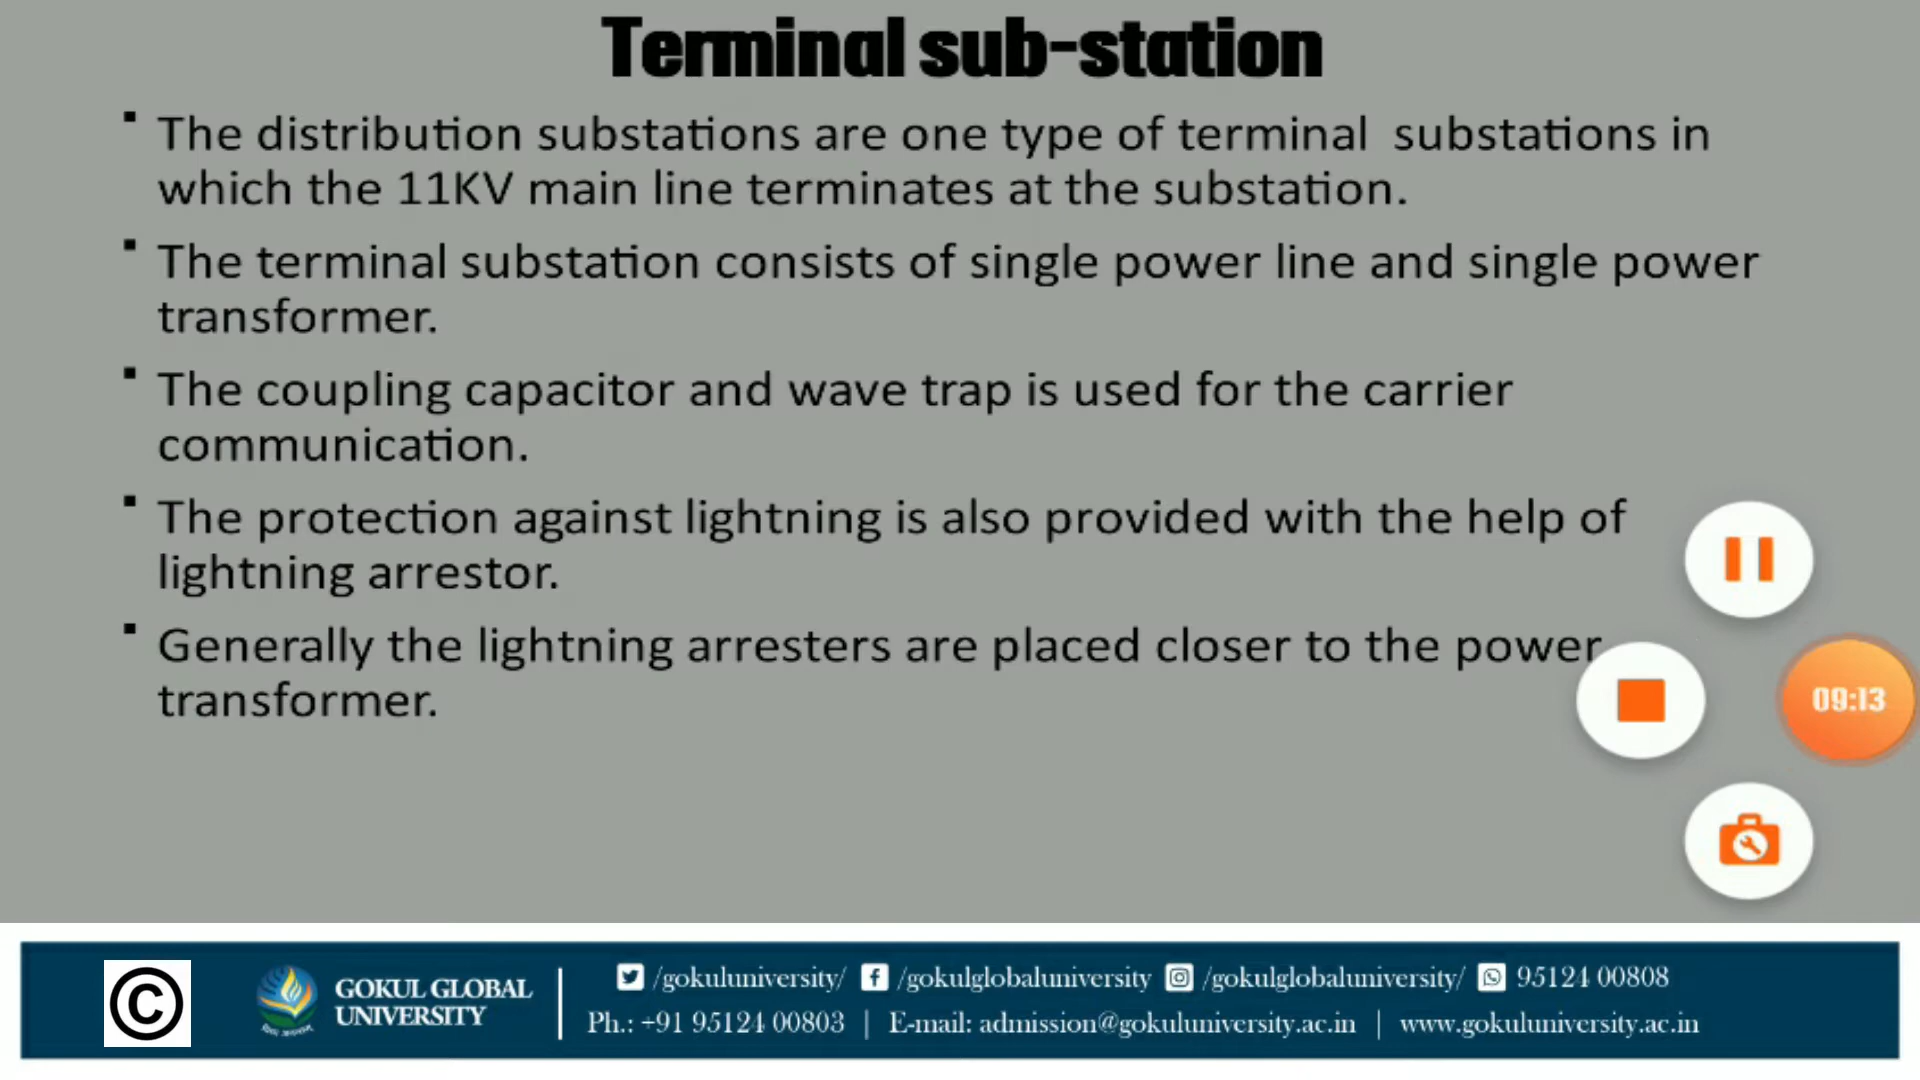 Terminal sub-station
▪ The distribution substations are one type of terminal substations in
which the 11KV main line terminates at the substation.
▪ The terminal substation consists of single power line and single power
transformer.
▪ The coupling capacitor and wave trap is used for the carrier
communication.
▪ The protection against lightning is also provided with the help of
lightning arrestor.
▪ Generally the lightning arresters are placed closer to the power
transformer.
09:13
©
GOKUL GLOBAL
UNIVERSITY
/gokuluniversity/ /gokulglobaluniversity /gokulglobaluniversity/ 95124 00808
Ph.: +91 95124 00803 | E-mail: admission@gokuluniversity.ac.in | www.gokuluniversity.ac.in